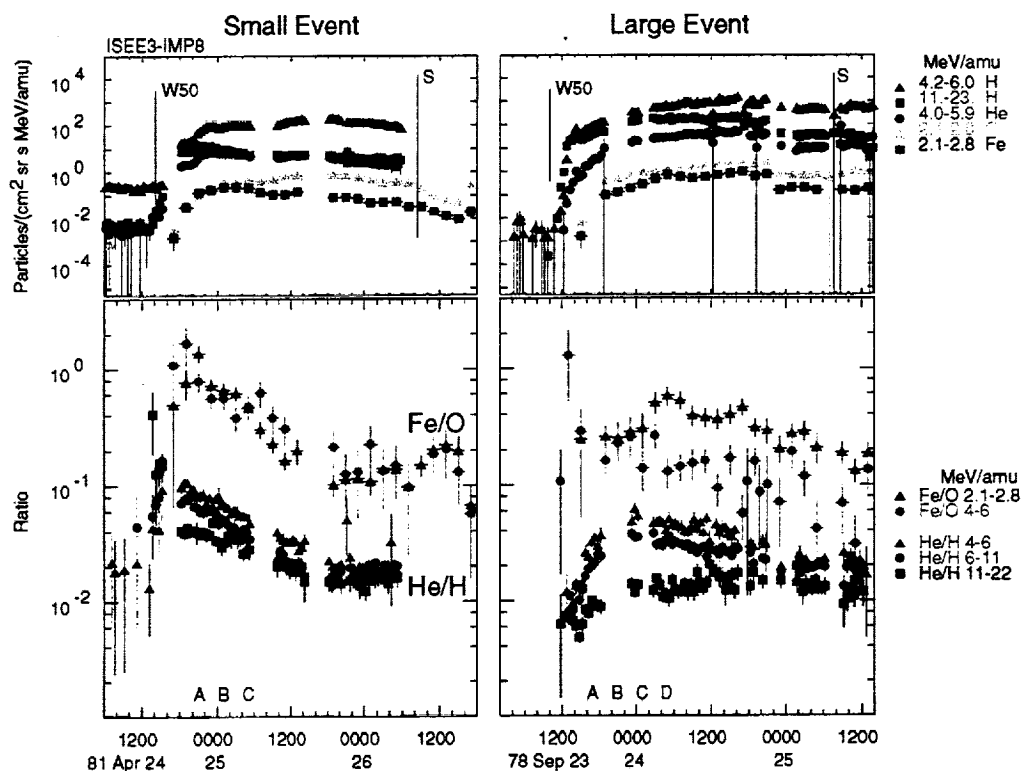 Small Event
Large Event
ISEE3-IMP8
W50
S
W50
S
MeV/amu
4.2-6.0 H
11.-23. H
4.0-5.9 He
2.1-2.8 Fe
Particles/(cm2 sr s MeV/amu)
10^4
10^2
10^0
10^-2
10^-4
Ratio
10^0
10^-1
10^-2
Fe/O
He/H
MeV/amu
Fe/O 2.1-2.8
Fe/O 4-6
He/H 4-6
He/H 6-11
He/H 11-22
A B C
A B C D
1200 0000 1200 0000 1200
81 Apr 24 25 26
1200 0000 1200 0000 1200
78 Sep 23 24 25